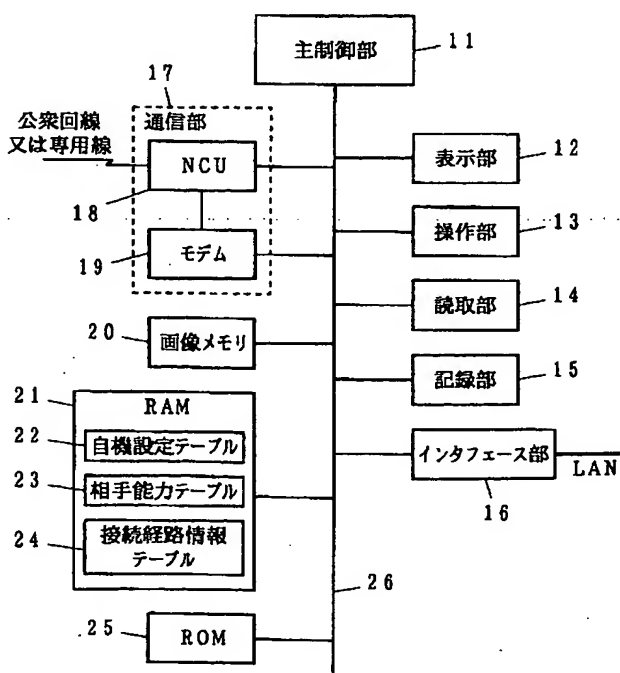 主制御部
11
17
公衆回線
又は専用線
通信部
NCU
18
モデム
19
表示部
12
操作部
13
読取部
14
20
画像メモリ
記録部
15
21
RAM
22
自機設定テーブル
23
相手能力テーブル
24
接続経路情報
テーブル
インタフェース部
LAN
16
26
25
ROM